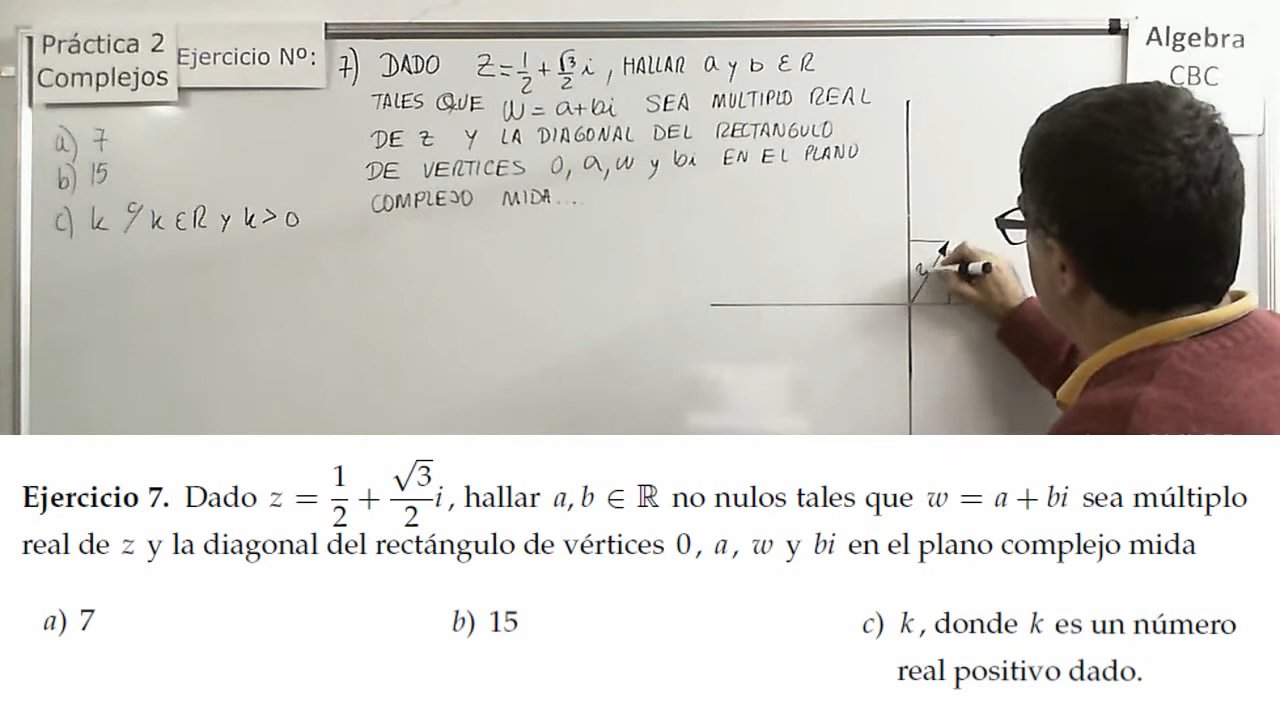 Práctica 2
Complejos
Ejercicio Nº:
7) DADO Z = 1/2 + √3/2 i, HALLAR a y b ∈ R
TALES QUE W = a+bi SEA MULTIPLO REAL
DE Z Y LA DIAGONAL DEL RECTANGULO
DE VERTICES 0, a, w y bi EN EL PLANO
COMPLEJO MIDA...
a) 7
b) 15
c) k % k ∈ R y k > 0
Algebra
CBC
Ejercicio 7. Dado z = 1/2 + √3/2 i, hallar a, b ∈ ℝ no nulos tales que w = a + bi sea múltiplo
real de z y la diagonal del rectángulo de vértices 0, a, w y bi en el plano complejo mida
a) 7
b) 15
c) k, donde k es un número
real positivo dado.